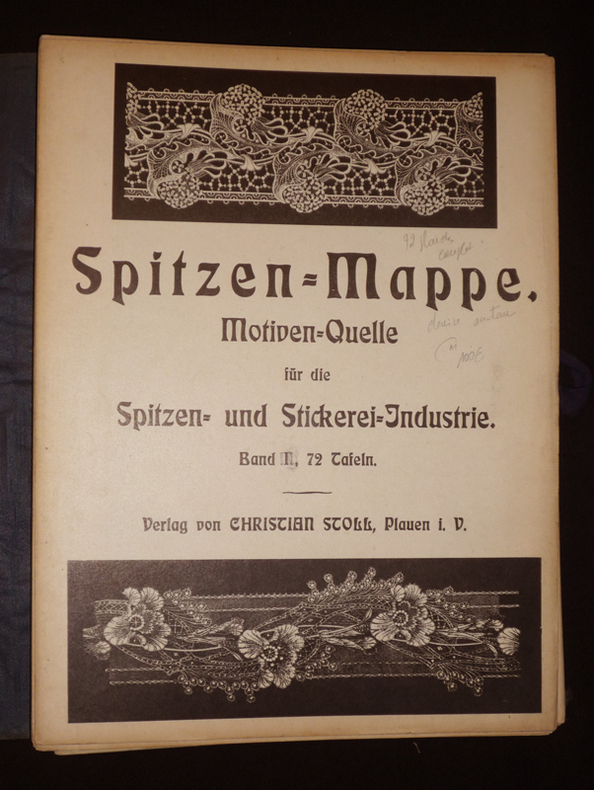 Spitzen=Mappe.
Motiven=Quelle
für die
Spitzen= und Stickerei=Industrie.
Band II, 72 Tafeln.
Verlag von CHRISTIAN STOLL, Plauen i. V.